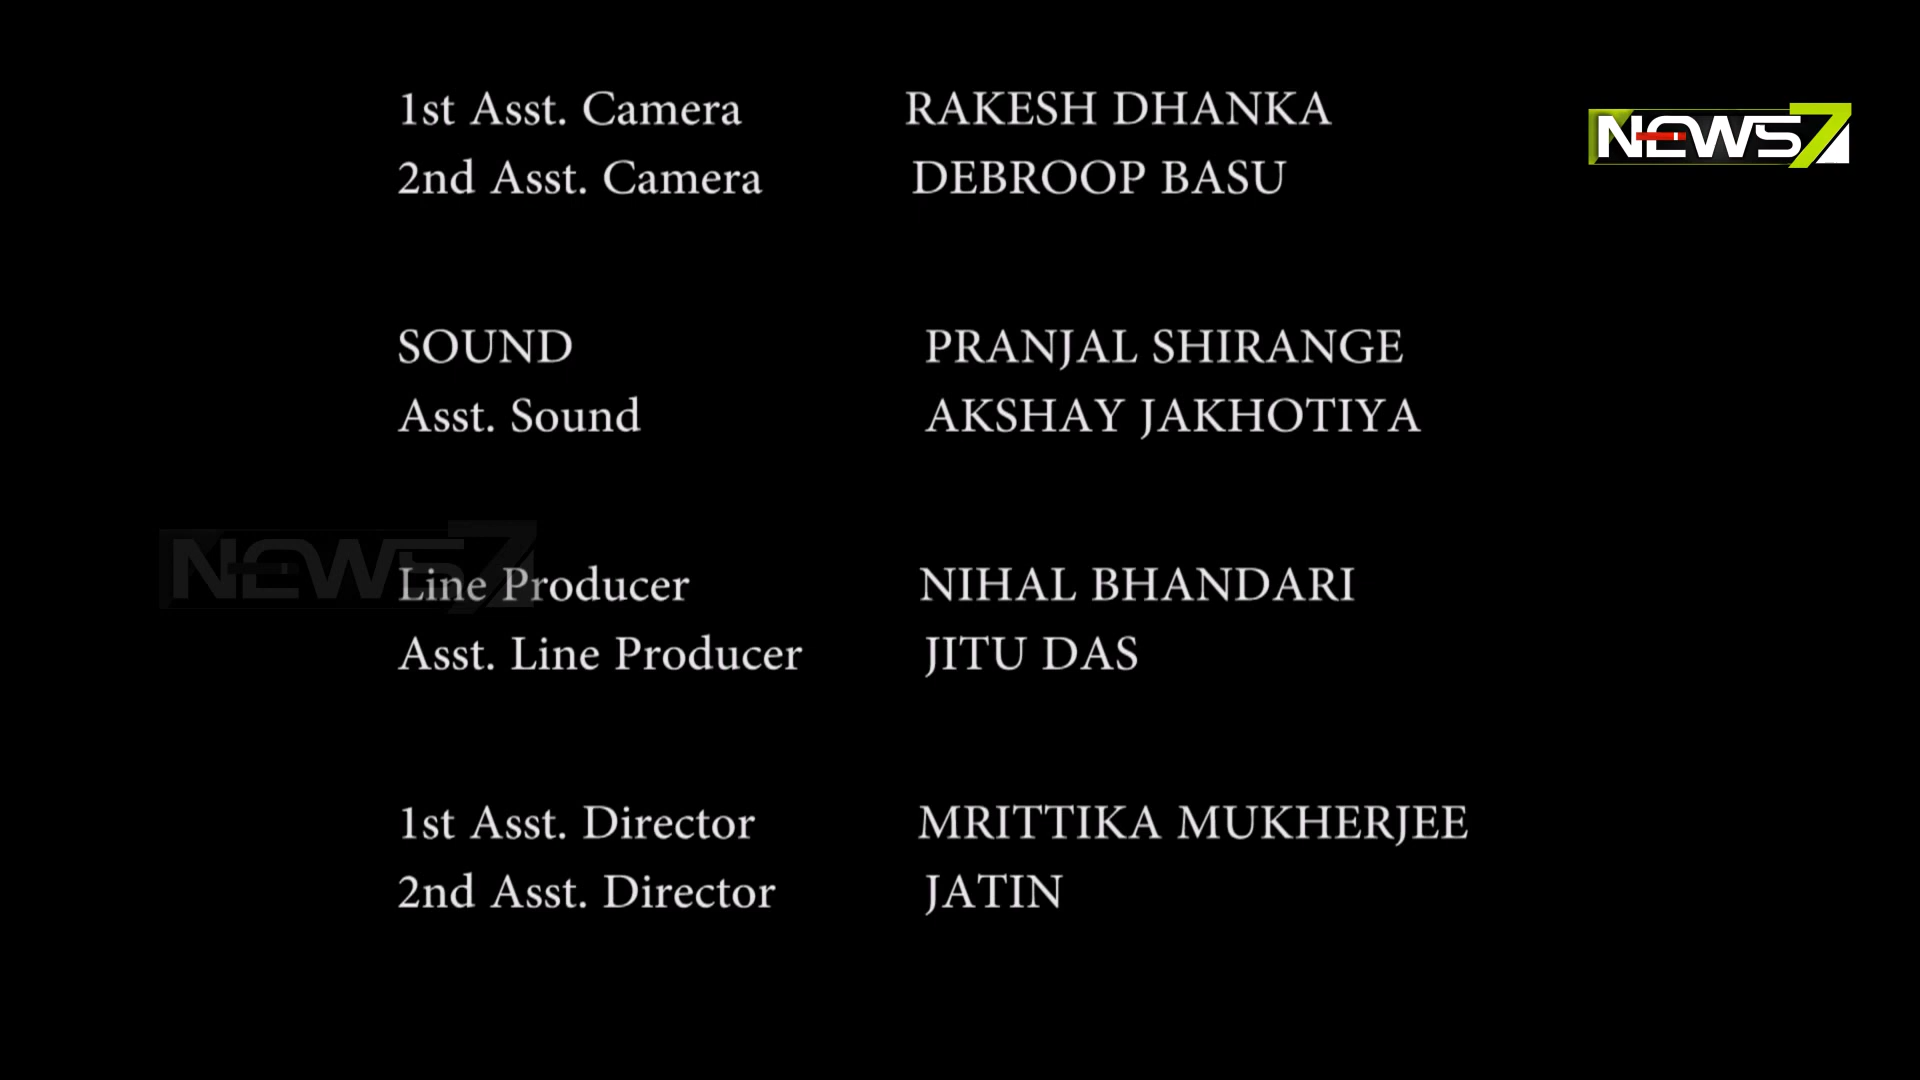 1st Asst. Camera RAKESH DHANKA
NEWS7
2nd Asst. Camera DEBROOP BASU
SOUND PRANJAL SHIRANGE
Asst. Sound AKSHAY JAKHOTIYA
NEWS7
Line Producer NIHAL BHANDARI
Asst. Line Producer JITU DAS
1st Asst. Director MRITTIKA MUKHERJEE
2nd Asst. Director JATIN